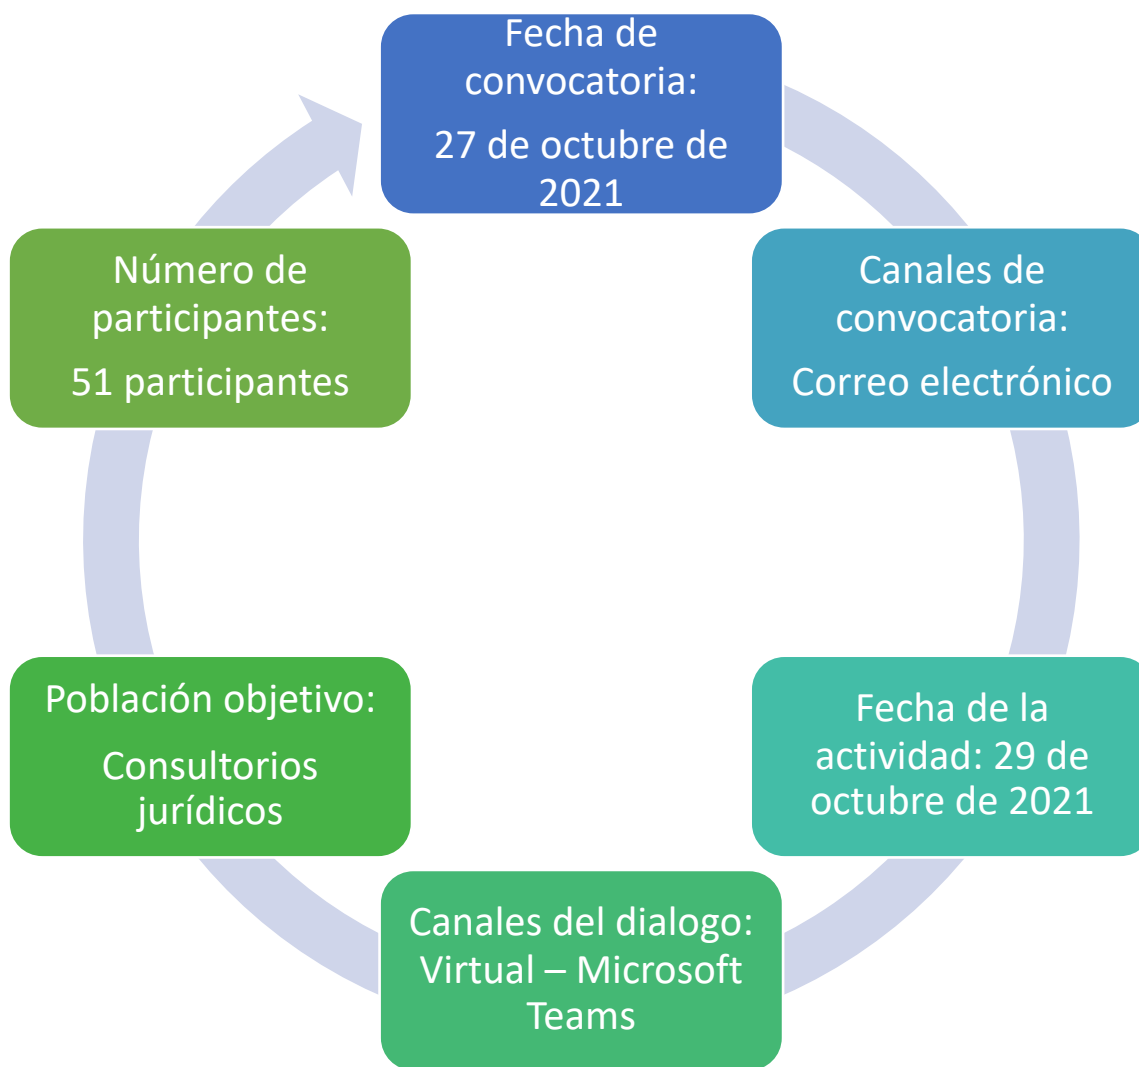 Fecha de
convocatoria:
27 de octubre de
2021
Canales de
convocatoria:
Correo electrónico
Fecha de la
actividad: 29 de
octubre de 2021
Canales del dialogo:
Virtual – Microsoft
Teams
Población objetivo:
Consultorios
jurídicos
Número de
participantes:
51 participantes